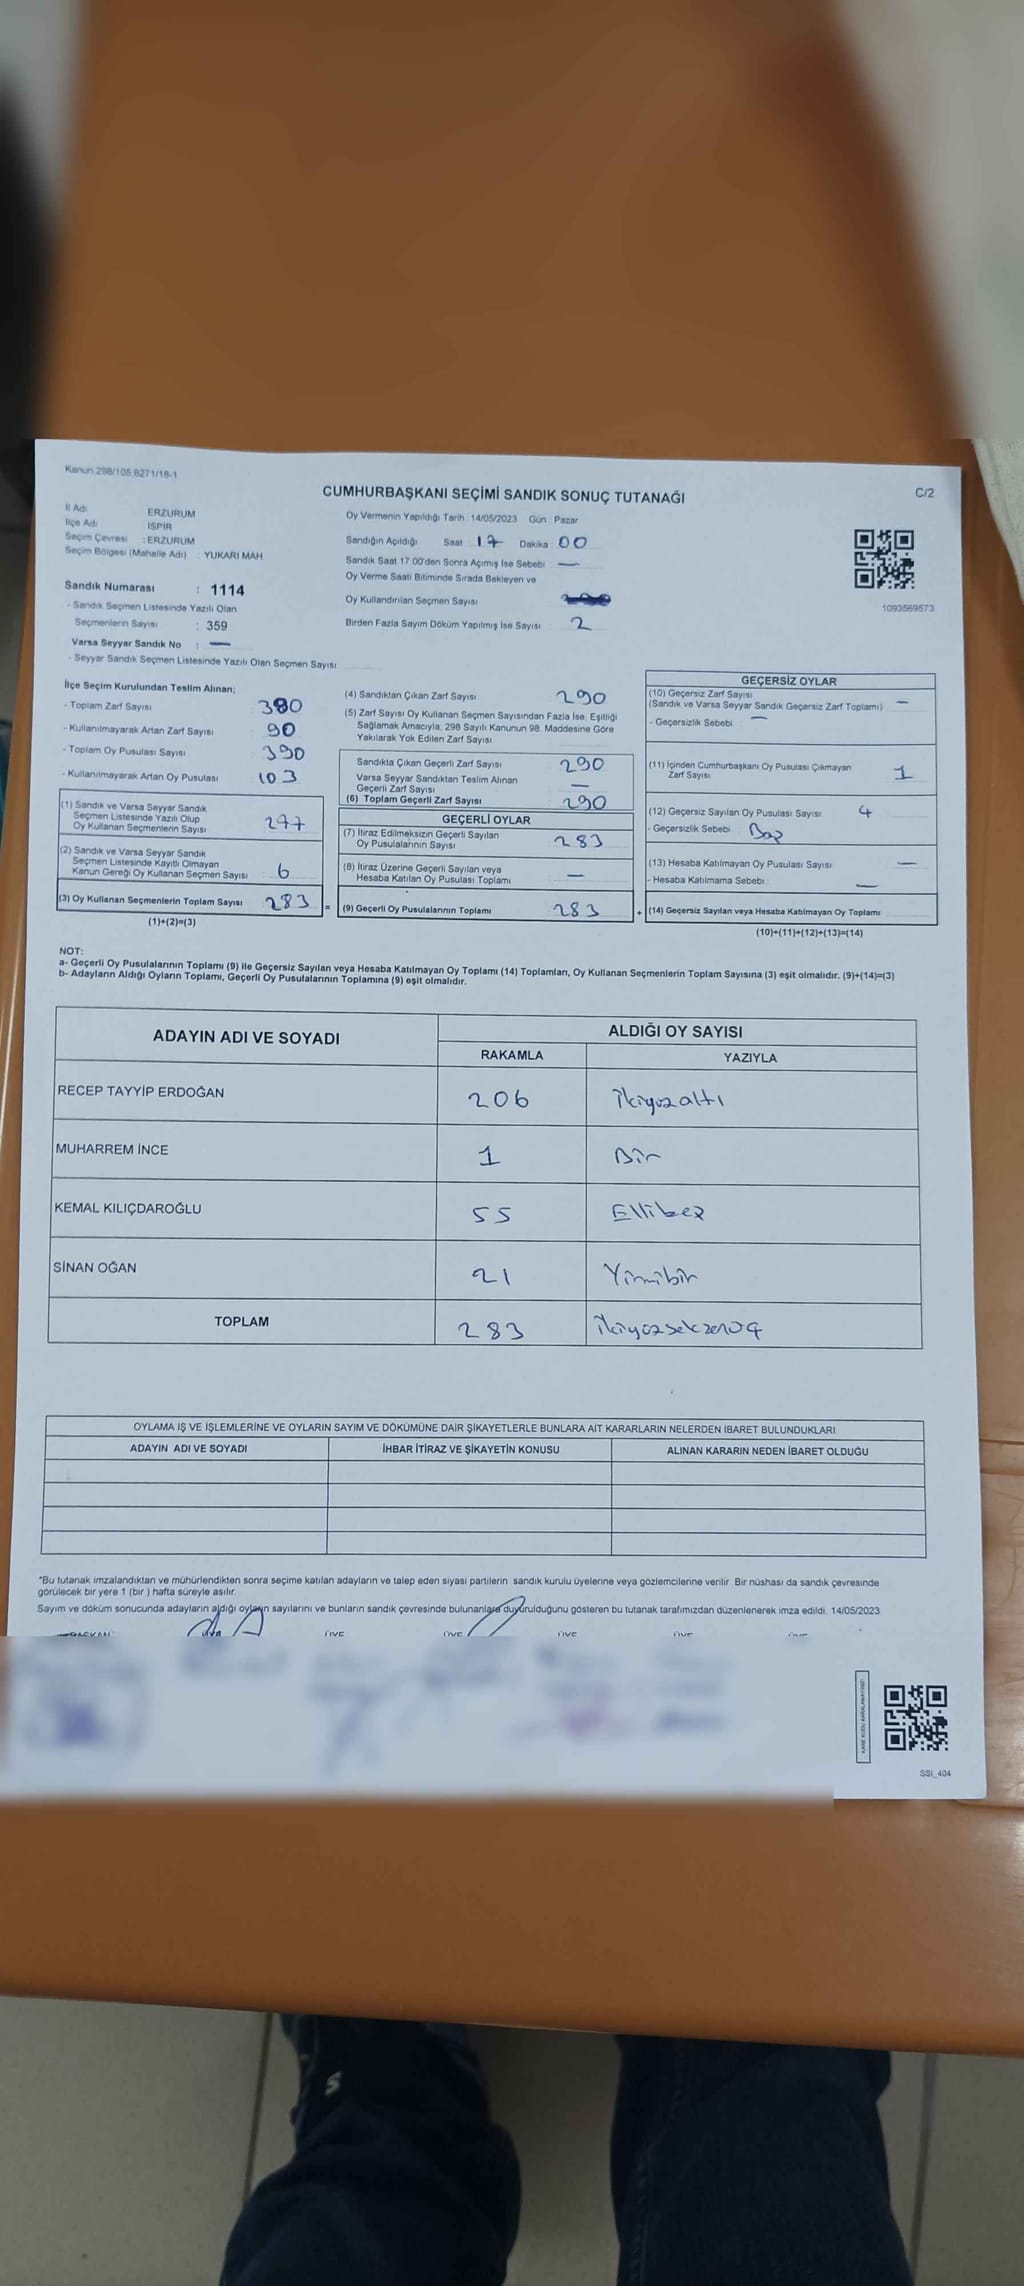 Kanun 298/105 6271/16-1
C/2
CUMHURBAŞKANI SEÇİMİ SANDIK SONUÇ TUTANAĞI
İl Adı ERZURUM
İlçe Adı İSPİR
Seçim Çevresi : ERZURUM
Seçim Bölgesi (Mahalle Adı) : YUKARI MAH
Sandık Numarası : 1114
- Sandık Seçmen Listesinde Yazılı Olan
Seçmenlerin Sayısı : 359
Varsa Seyyar Sandık No : —
- Seyyar Sandık Seçmen Listesinde Yazılı Olan Seçmen Sayısı
Oy Vermenin Yapıldığı Tarih :14/05/2023 Gün Pazar
Sandığın Açıldığı Saat 17 Dakika 00
Sandık Saat 17 00'den Sonra Açımış İse Sebebi —
Oy Verme Saati Bitiminde Sırada Bekleyen ve
Oy Kullandırılan Seçmen Sayısı
Birden Fazla Sayım Döküm Yapılmış İse Sayısı 2
1093569573
İlçe Seçim Kurulundan Teslim Alınan;
- Toplam Zarf Sayısı 380
- Kullanılmayarak Artan Zarf Sayısı 90
- Toplam Oy Pusulası Sayısı 390
- Kullanılmayarak Artan Oy Pusulası 103
(1) Sandık ve Varsa Seyyar Sandık
Seçmen Listesinde Yazılı Olup
Oy Kullanan Seçmenlerin Sayısı 277
(2) Sandık ve Varsa Seyyar Sandık
Seçmen Listesinde Kayıtlı Olmayan
Kanun Gereği Oy Kullanan Seçmen Sayısı 6
(3) Oy Kullanan Seçmenlerin Toplam Sayısı 283 =
(1)+(2)=(3)
(4) Sandıktan Çıkan Zarf Sayısı 290
(5) Zarf Sayısı Oy Kullanan Seçmen Sayısından Fazla İse, Eşitliği
Sağlamak Amacıyla, 298 Sayılı Kanunun 98. Maddesine Göre
Yakılarak Yok Edilen Zarf Sayısı
Sandıkta Çıkan Geçerli Zarf Sayısı 290
Varsa Seyyar Sandıktan Teslim Alınan
Geçerli Zarf Sayısı —
(6) Toplam Geçerli Zarf Sayısı 290
GEÇERLİ OYLAR
(7) İtiraz Edilmeksizin Geçerli Sayılan
Oy Pusulalarının Sayısı 283
(8) İtiraz Üzerine Geçerli Sayılan veya
Hesaba Katılan Oy Pusulası Toplamı —
(9) Geçerli Oy Pusulalarının Toplamı 283 +
GEÇERSİZ OYLAR
(10) Geçersiz Zarf Sayısı
(Sandık ve Varsa Seyyar Sandık Geçersiz Zarf Toplamı) —
- Geçersizlik Sebebi —
(11) İçinden Cumhurbaşkanı Oy Pusulası Çıkmayan
Zarf Sayısı 1
(12) Geçersiz Sayılan Oy Pusulası Sayısı 4
- Geçersizlik Sebebi Boş
(13) Hesaba Katılmayan Oy Pusulası Sayısı —
- Hesaba Katılmama Sebebi —
(14) Geçersiz Sayılan veya Hesaba Katılmayan Oy Toplamı
(10)+(11)+(12)+(13)=(14)
NOT:
a- Geçerli Oy Pusulalarının Toplamı (9) ile Geçersiz Sayılan veya Hesaba Katılmayan Oy Toplamı (14) Toplamları, Oy Kullanan Seçmenlerin Toplam Sayısına (3) eşit olmalıdır. (9)+(14)=(3)
b- Adayların Aldığı Oyların Toplamı, Geçerli Oy Pusulalarının Toplamına (9) eşit olmalıdır.
ADAYIN ADI VE SOYADI
ALDIĞI OY SAYISI
RAKAMLA YAZIYLA
RECEP TAYYİP ERDOĞAN 206 İkiyüzaltı
MUHARREM İNCE 1 Bir
KEMAL KILIÇDAROĞLU 55 Ellibeş
SİNAN OĞAN 21 Yirmibir
TOPLAM 283 İkiyüzseksenüç
OYLAMA İŞ VE İŞLEMLERİNE VE OYLARIN SAYIM VE DÖKÜMÜNE DAİR ŞİKAYETLERLE BUNLARA AİT KARARLARIN NELERDEN İBARET BULUNDUKLARI
ADAYIN ADI VE SOYADI İHBAR İTİRAZ VE ŞİKAYETİN KONUSU ALINAN KARARIN NEDEN İBARET OLDUĞU
"Bu tutanak imzalandıktan ve mühürlendikten sonra seçime katılan adayların ve talep eden siyasi partilerin sandık kurulu üyelerine veya gözlemcilerine verilir. Bir nüshası da sandık çevresinde
görülecek bir yere 1 (bir ) hafta süreyle asılır.
Sayım ve döküm sonucunda adayların aldığı oyların sayılarını ve bunların sandık çevresinde bulunanlara duyurulduğunu gösteren bu tutanak tarafımızdan düzenlenerek imza edildi. 14/05/2023
BAŞKAN ÜYE ÜYE ÜYE ÜYE
SSI_404